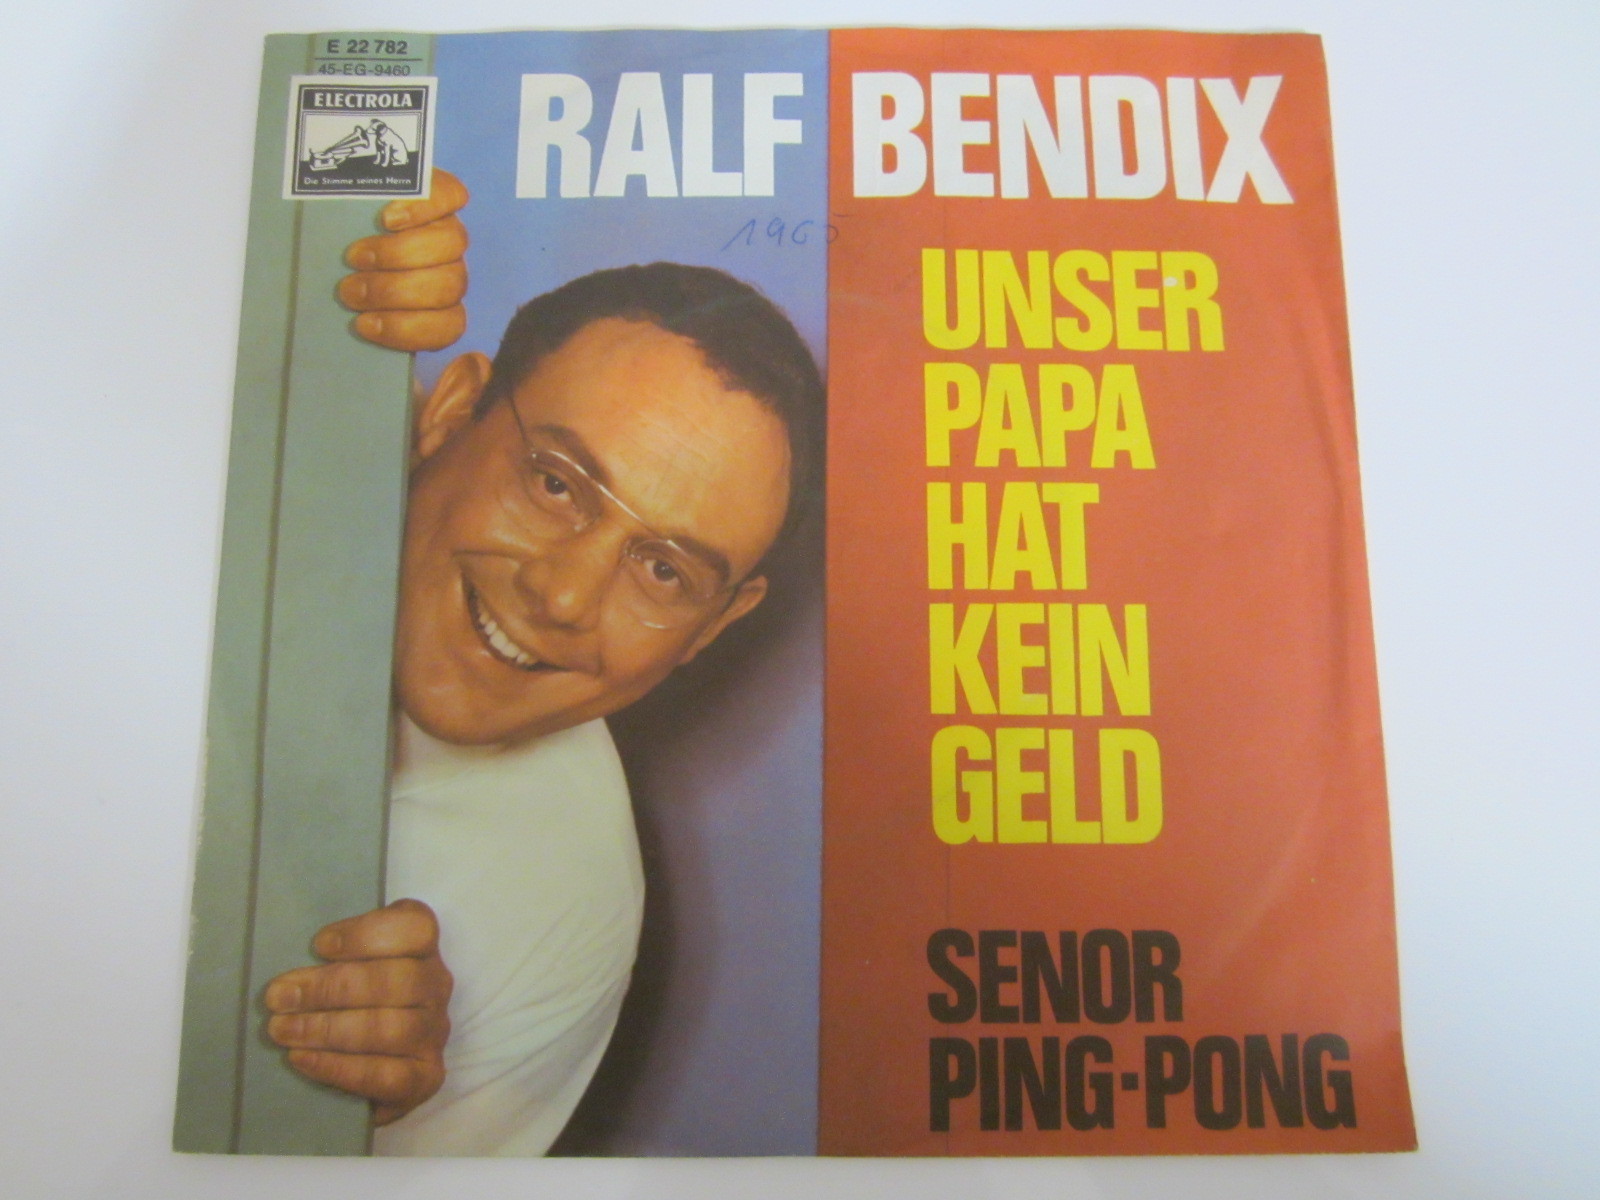 E 22 782
45-EG-9460
ELECTROLA
Die Stimme seines Herrn
RALF BENDIX
1965
UNSER
PAPA
HAT
KEIN
GELD
SENOR
PING-PONG